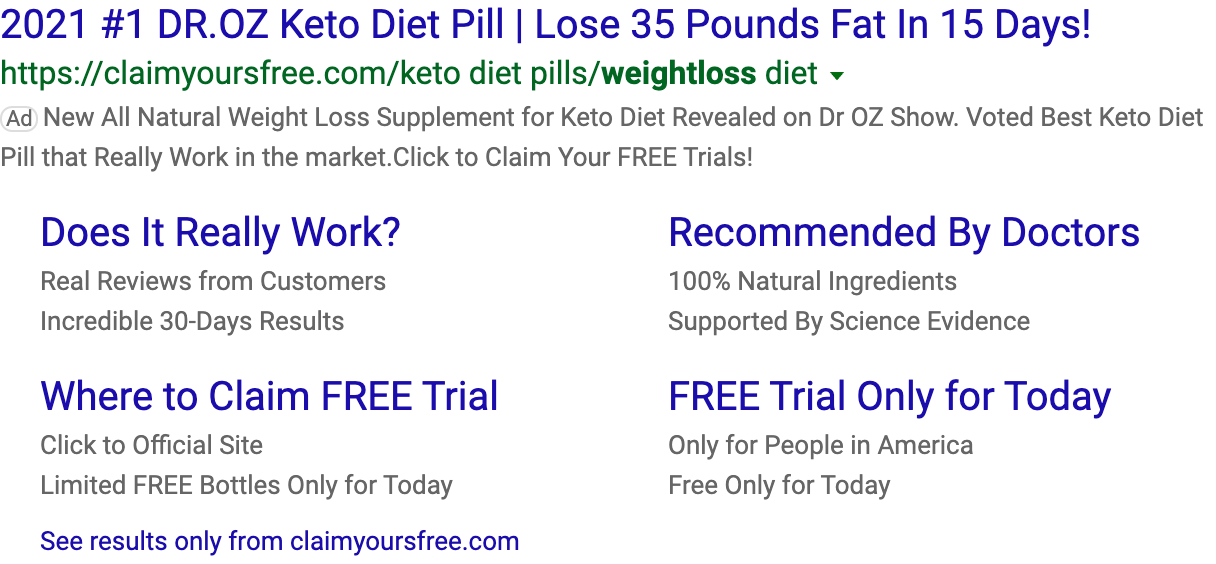 2021 #1 DR.OZ Keto Diet Pill | Lose 35 Pounds Fat In 15 Days!
https://claimyoursfree.com/keto diet pills/weightloss diet
Ad New All Natural Weight Loss Supplement for Keto Diet Revealed on Dr OZ Show. Voted Best Keto Diet
Pill that Really Work in the market.Click to Claim Your FREE Trials!
Does It Really Work?
Real Reviews from Customers
Incredible 30-Days Results
Recommended By Doctors
100% Natural Ingredients
Supported By Science Evidence
Where to Claim FREE Trial
Click to Official Site
Limited FREE Bottles Only for Today
FREE Trial Only for Today
Only for People in America
Free Only for Today
See results only from claimyoursfree.com